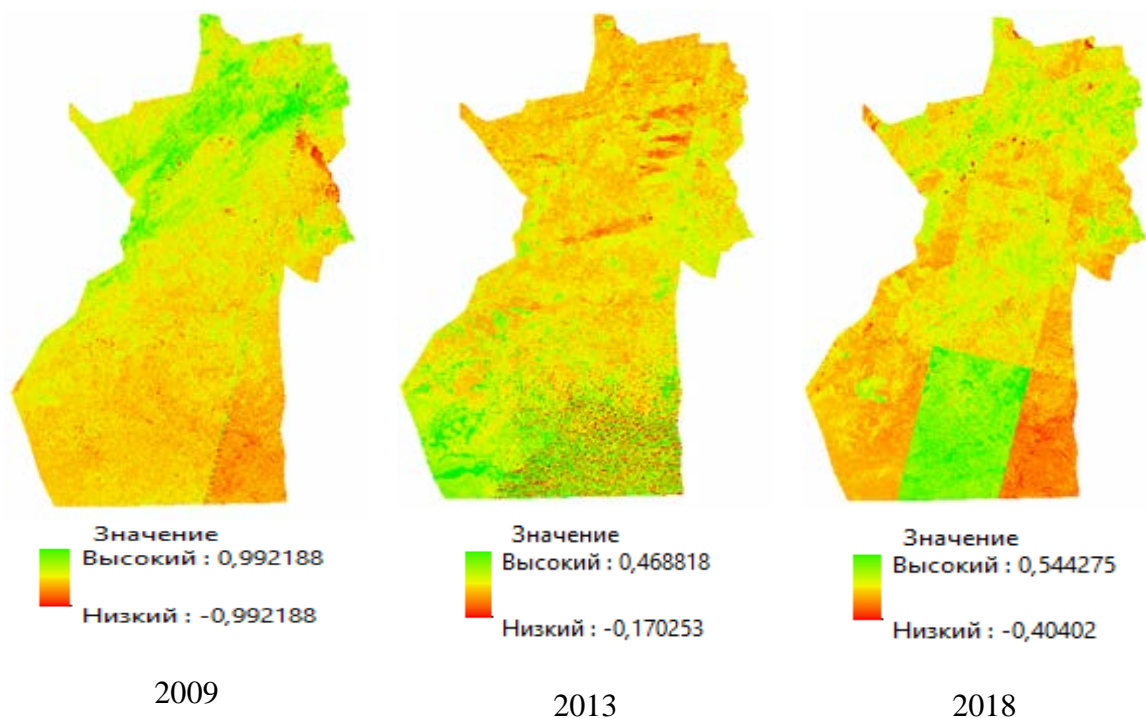 Значение
Высокий : 0,992188
Низкий : -0,992188
2009
Значение
Высокий : 0,468818
Низкий : -0,170253
2013
Значение
Высокий : 0,544275
Низкий : -0,40402
2018